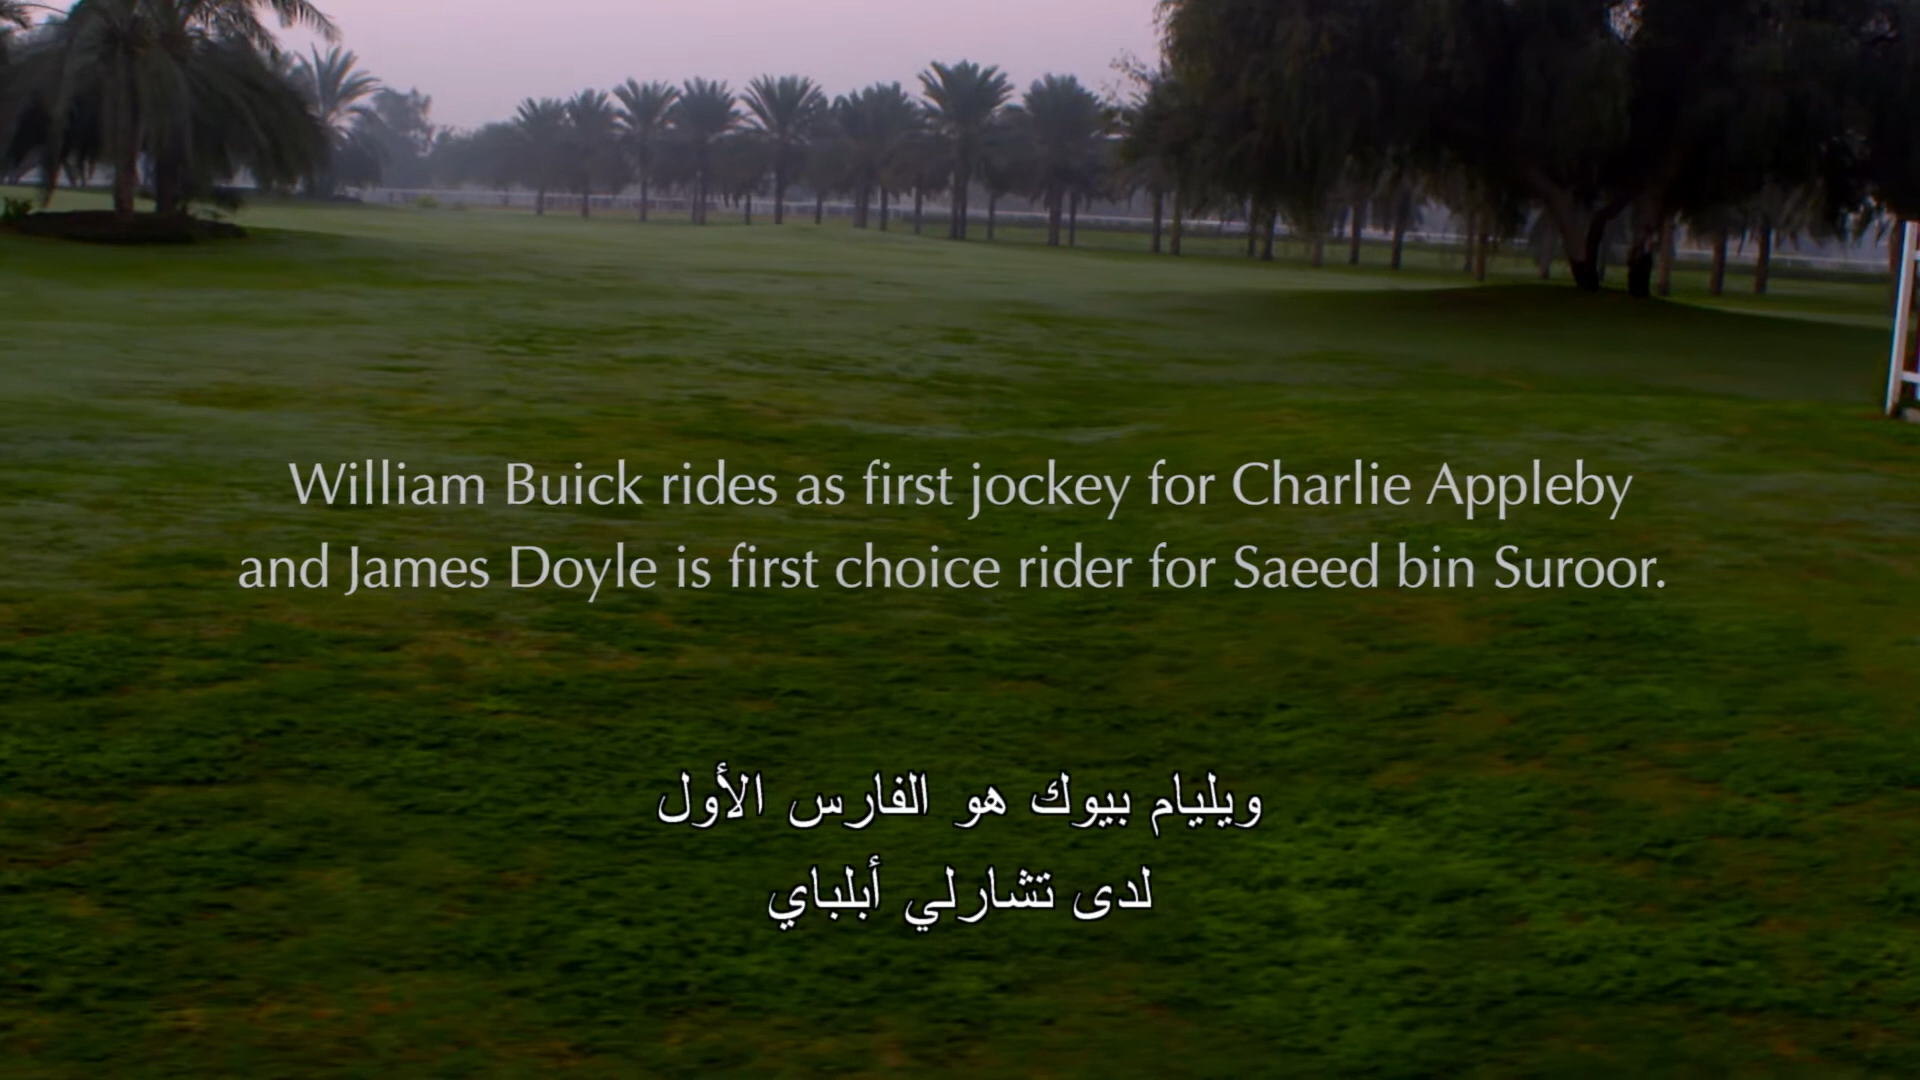 William Buick rides as first jockey for Charlie Appleby
and James Doyle is first choice rider for Saeed bin Suroor.
ويليام بيوك هو الفارس الأول
لدى تشارلي أبلباي